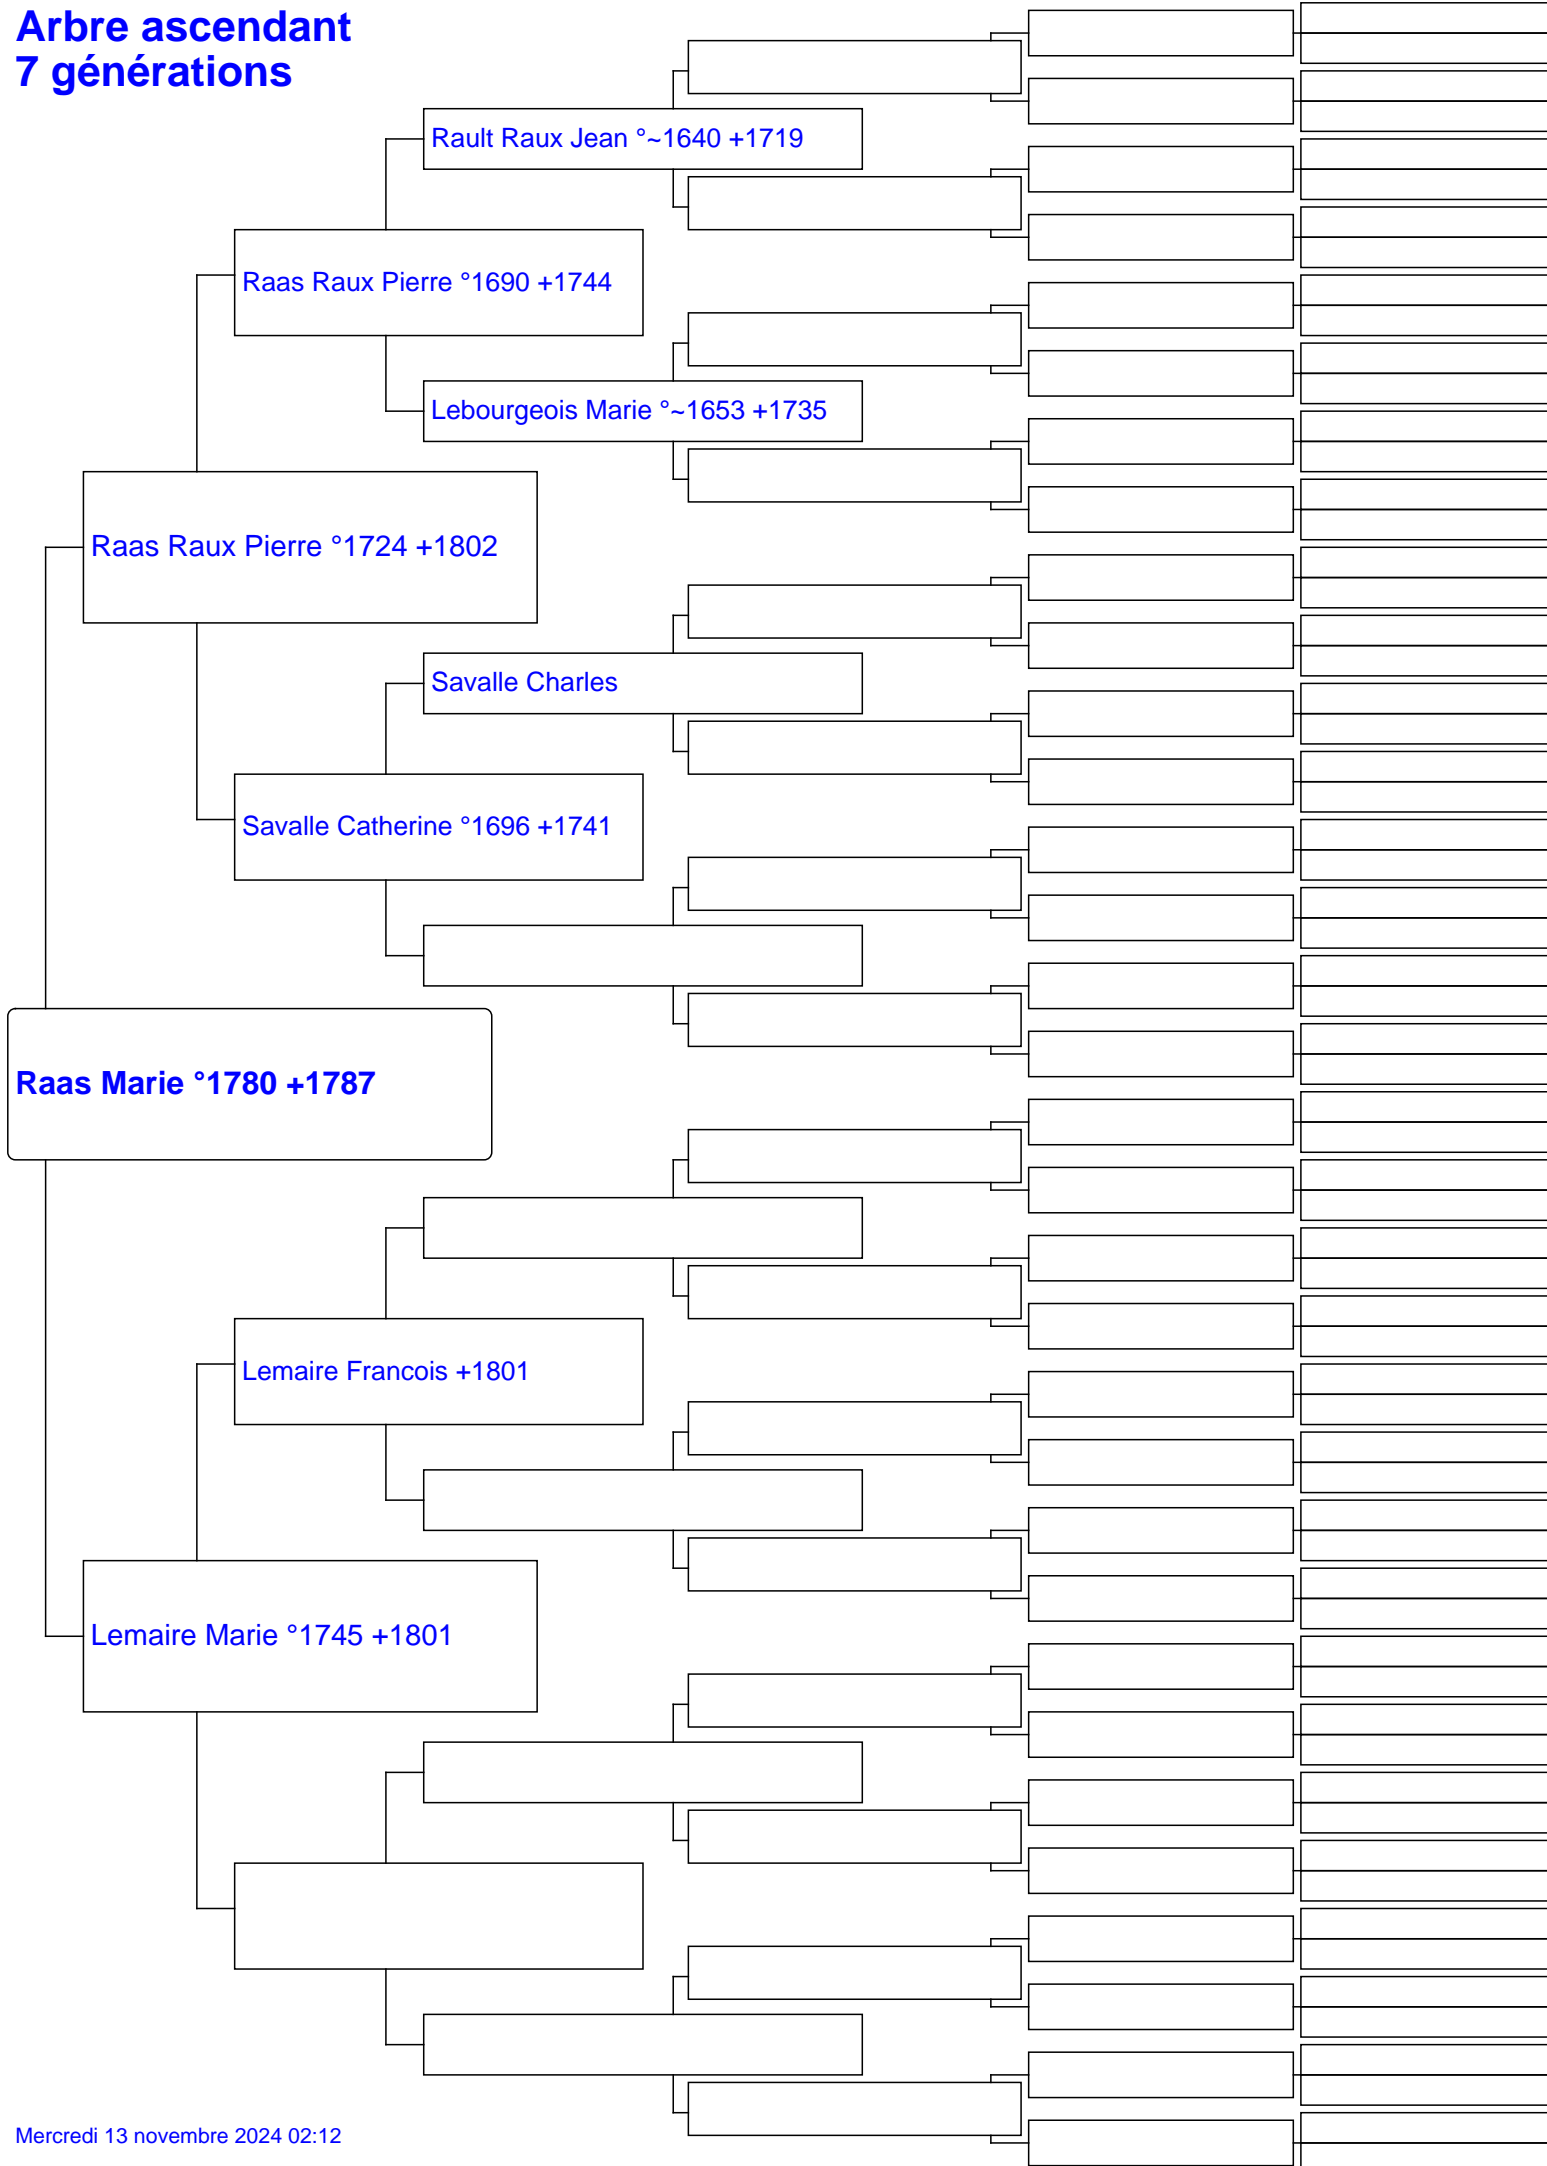 Arbre ascendant
7 générations
Rault Raux Jean °~1640 +1719
Raas Raux Pierre °1690 +1744
Lebourgeois Marie °~1653 +1735
Raas Raux Pierre °1724 +1802
Savalle Charles
Savalle Catherine °1696 +1741
Raas Marie °1780 +1787
Lemaire Francois +1801
Lemaire Marie °1745 +1801
Mercredi 13 novembre 2024 02:12